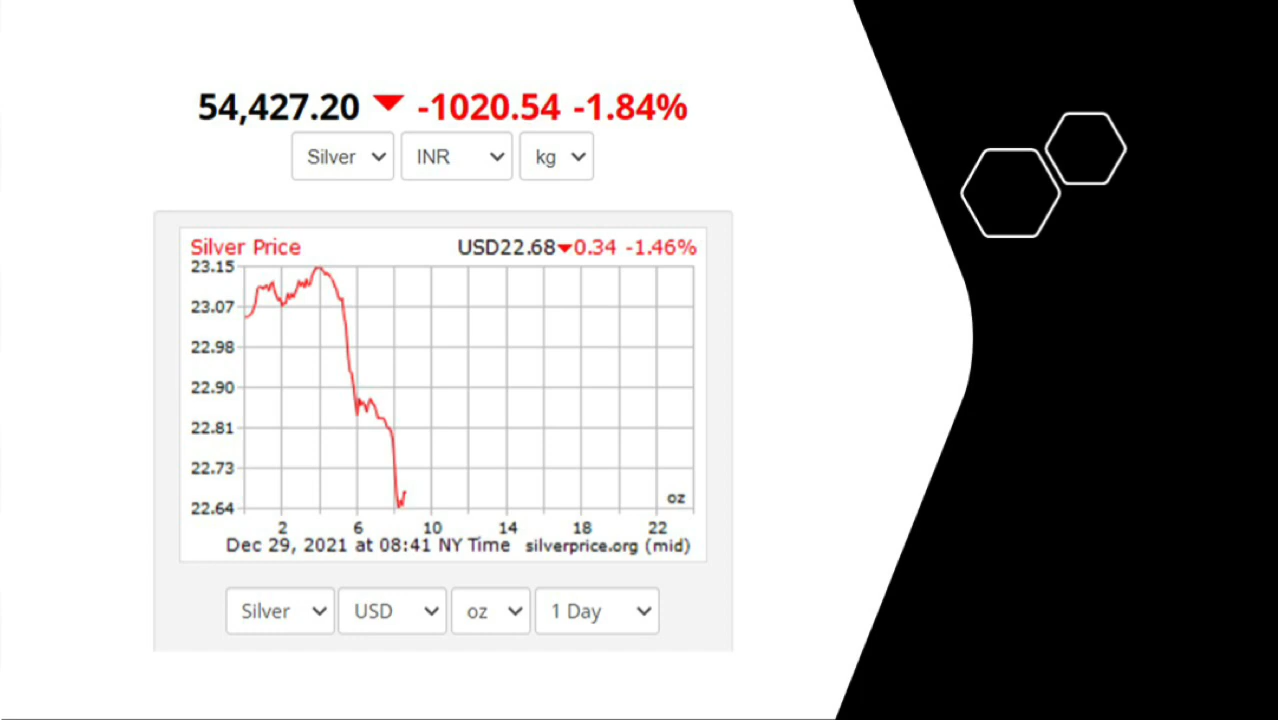 54,427.20 ▼ -1020.54 -1.84%
Silver INR kg
Silver Price USD22.68▼0.34 -1.46%
23.15
23.07
22.98
22.90
22.81
22.73
22.64
oz
2 6 10 14 18 22
Dec 29, 2021 at 08:41 NY Time silverprice.org (mid)
Silver USD oz 1 Day